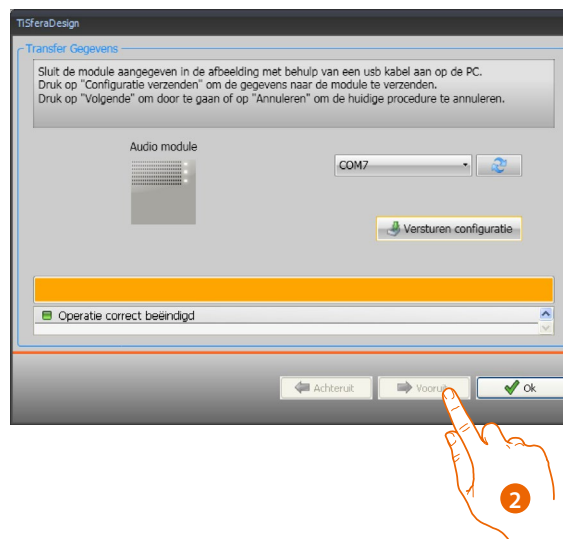 TiSferaDesign
Transfer Gegevens
Sluit de module aangegeven in de afbeelding met behulp van een usb kabel aan op de PC.
Druk op "Configuratie verzenden" om de gegevens naar de module te verzenden.
Druk op "Volgende" om door te gaan of op "Annuleren" om de huidige procedure te annuleren.
Audio module
COM7
Versturen configuratie
Operatie correct beëindigd
Achteruit
Vooruit
Ok
2